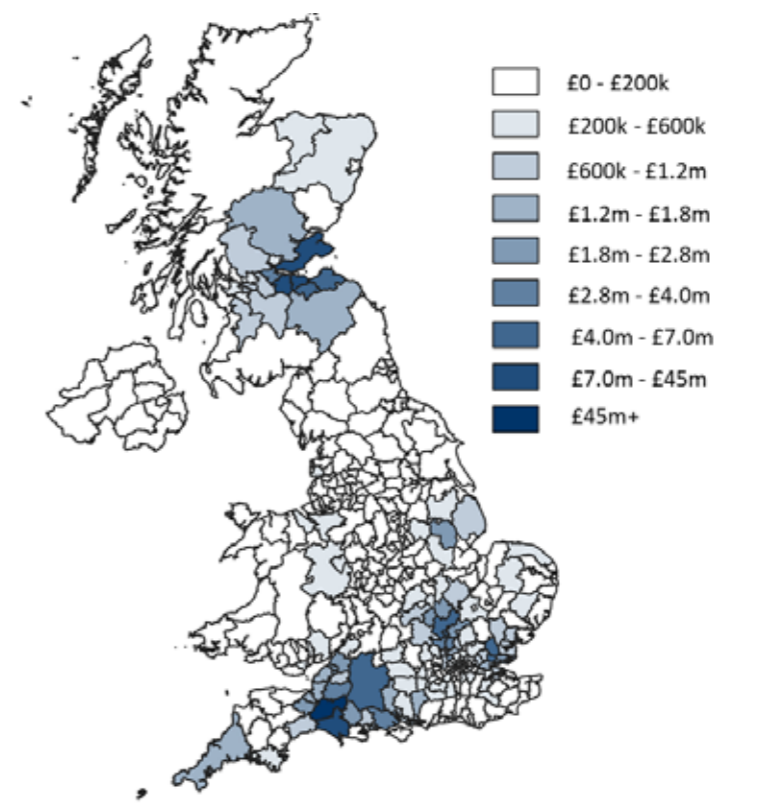 £0 - £200k
£200k - £600k
£600k - £1.2m
£1.2m - £1.8m
£1.8m - £2.8m
£2.8m - £4.0m
£4.0m - £7.0m
£7.0m - £45m
£45m+